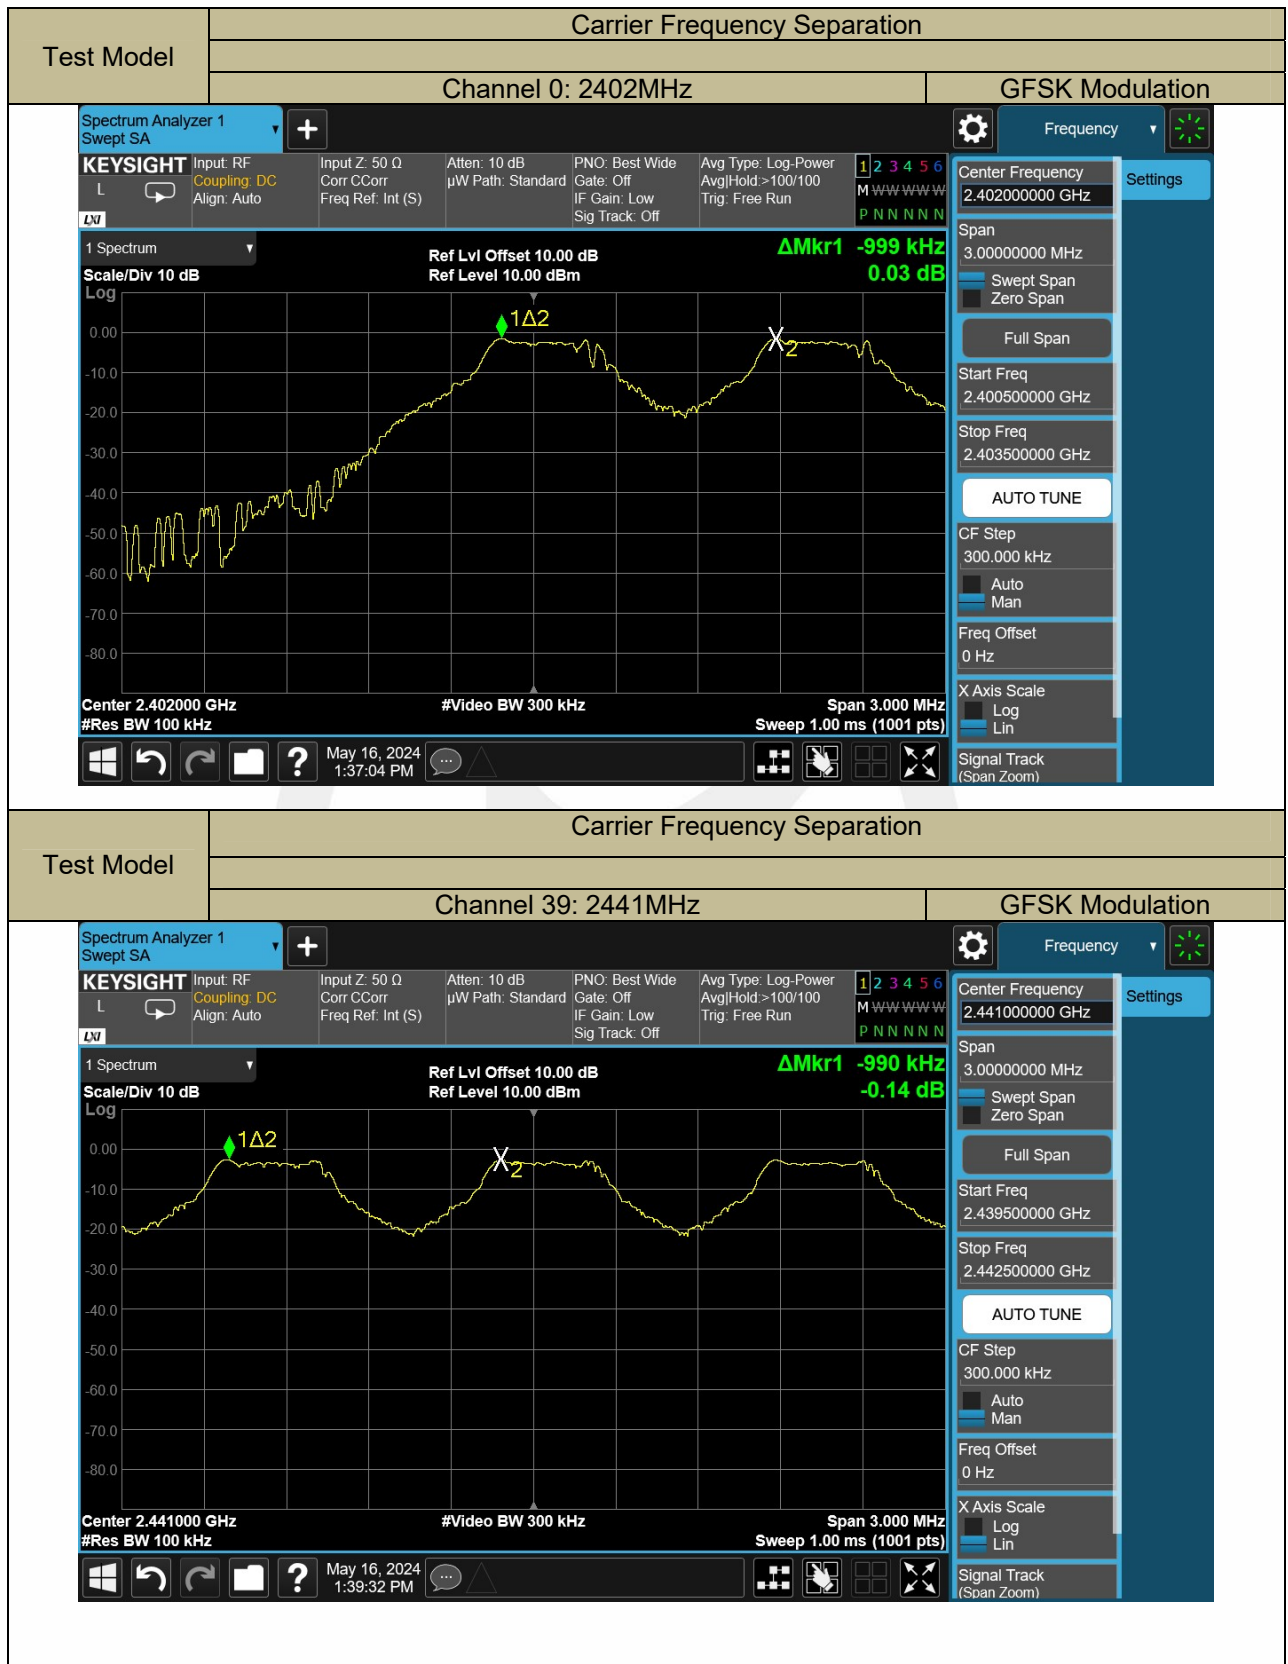 Carrier Frequency Separation
Test Model
Channel 0: 2402MHz GFSK Modulation
Spectrum Analyzer 1
Swept SA
Frequency
KEYSIGHT
L
LXI
Input: RF
Coupling: DC
Align: Auto
Input Z: 50 Ω
Corr CCorr
Freq Ref: Int (S)
Atten: 10 dB
µW Path: Standard
PNO: Best Wide
Gate: Off
IF Gain: Low
Sig Track: Off
Avg Type: Log-Power
Avg|Hold:>100/100
Trig: Free Run
1 2 3 4 5 6
M W W W W W
P N N N N N
Center Frequency
2.402000000 GHz
Settings
Span
3.00000000 MHz
Swept Span
Zero Span
Full Span
Start Freq
2.400500000 GHz
Stop Freq
2.403500000 GHz
AUTO TUNE
CF Step
300.000 kHz
Auto
Man
Freq Offset
0 Hz
X Axis Scale
Log
Lin
Signal Track
(Span Zoom)
1 Spectrum
Scale/Div 10 dB
Ref Lvl Offset 10.00 dB
Ref Level 10.00 dBm
ΔMkr1 -999 kHz
0.03 dB
Log
1Δ2
2
0.00
-10.0
-20.0
-30.0
-40.0
-50.0
-60.0
-70.0
-80.0
Center 2.402000 GHz #Video BW 300 kHz Span 3.000 MHz
#Res BW 100 kHz Sweep 1.00 ms (1001 pts)
May 16, 2024
1:37:04 PM
Carrier Frequency Separation
Test Model
Channel 39: 2441MHz GFSK Modulation
Spectrum Analyzer 1
Swept SA
Frequency
KEYSIGHT
L
LXI
Input: RF
Coupling: DC
Align: Auto
Input Z: 50 Ω
Corr CCorr
Freq Ref: Int (S)
Atten: 10 dB
µW Path: Standard
PNO: Best Wide
Gate: Off
IF Gain: Low
Sig Track: Off
Avg Type: Log-Power
Avg|Hold:>100/100
Trig: Free Run
1 2 3 4 5 6
M W W W W W
P N N N N N
Center Frequency
2.441000000 GHz
Settings
Span
3.00000000 MHz
Swept Span
Zero Span
Full Span
Start Freq
2.439500000 GHz
Stop Freq
2.442500000 GHz
AUTO TUNE
CF Step
300.000 kHz
Auto
Man
Freq Offset
0 Hz
X Axis Scale
Log
Lin
Signal Track
(Span Zoom)
1 Spectrum
Scale/Div 10 dB
Ref Lvl Offset 10.00 dB
Ref Level 10.00 dBm
ΔMkr1 -990 kHz
-0.14 dB
Log
1Δ2
2
0.00
-10.0
-20.0
-30.0
-40.0
-50.0
-60.0
-70.0
-80.0
Center 2.441000 GHz #Video BW 300 kHz Span 3.000 MHz
#Res BW 100 kHz Sweep 1.00 ms (1001 pts)
May 16, 2024
1:39:32 PM